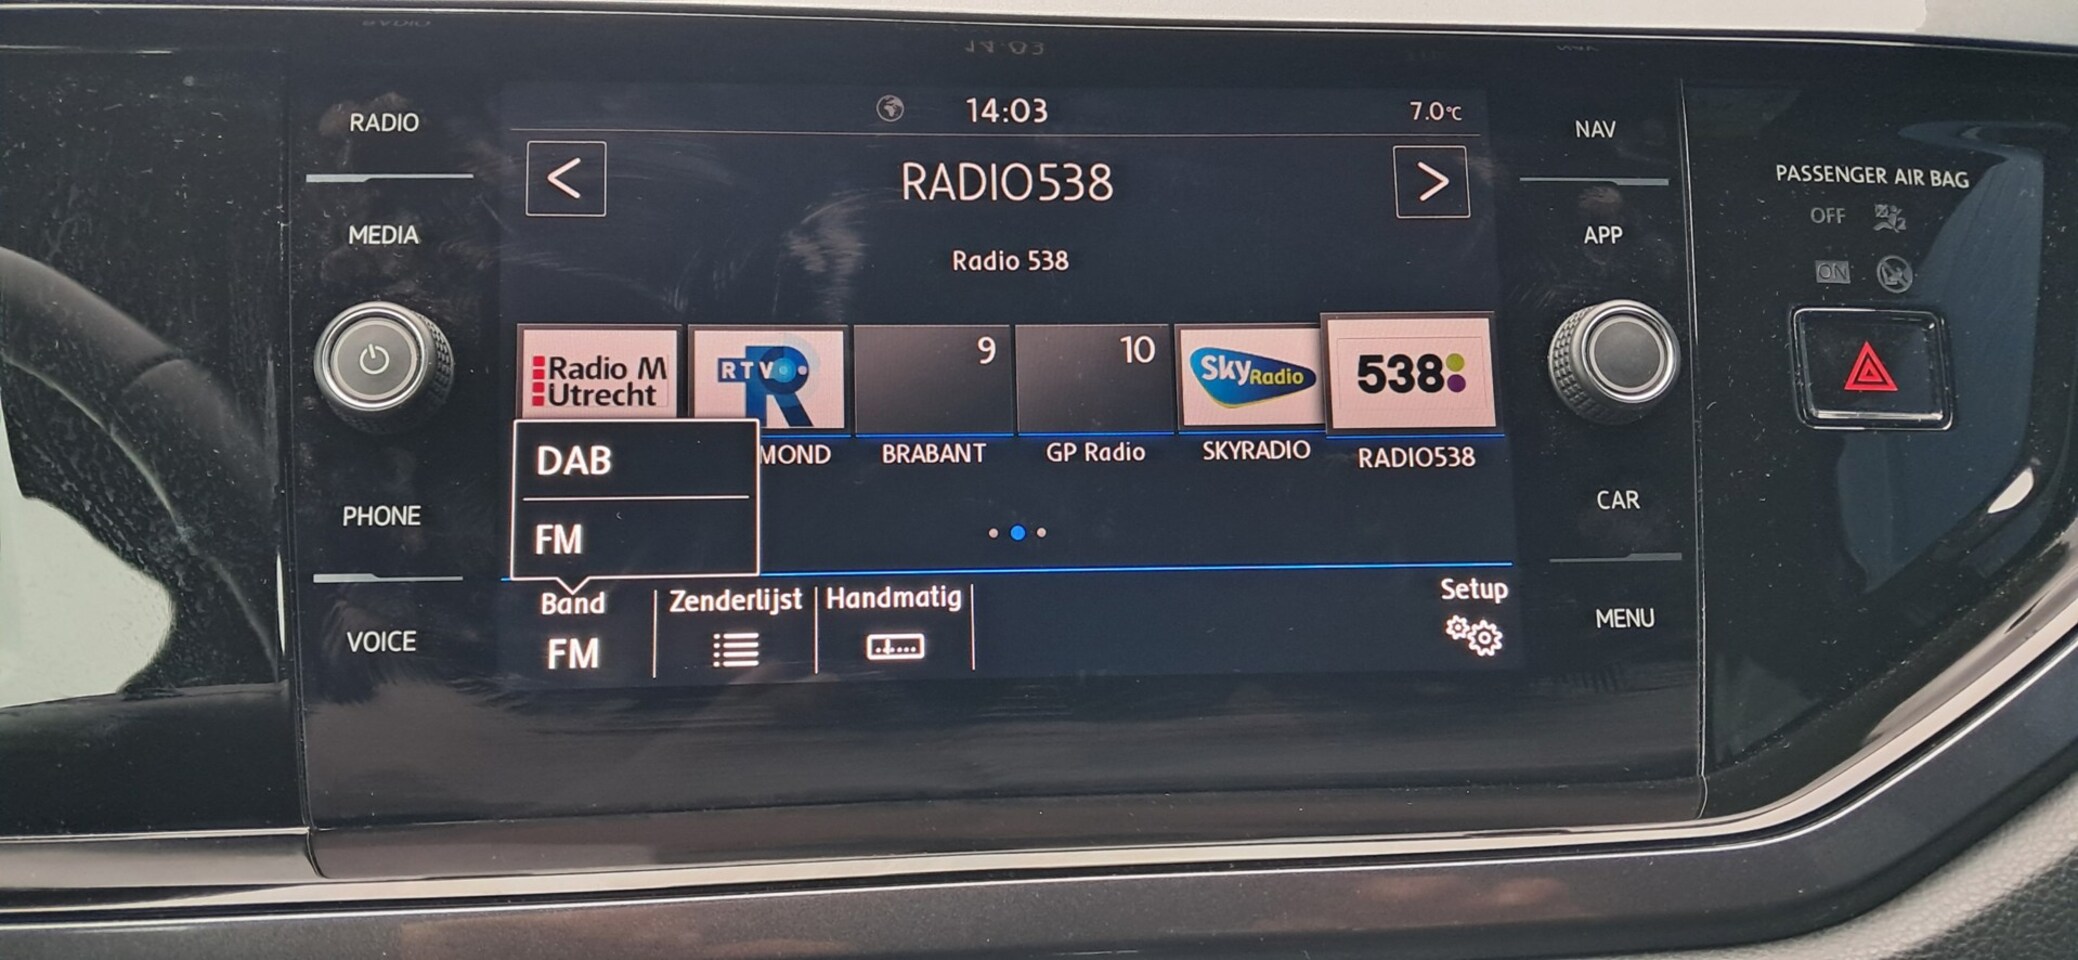 RADIO
MEDIA
PHONE
VOICE
14:03
7.0°C
<
RADIO538
>
Radio 538
Radio M
Utrecht
RTV
R
9
10
Sky Radio
538
MOND
BRABANT
GP Radio
SKYRADIO
RADIO538
DAB
FM
Band
FM
Zenderlijst
Handmatig
Setup
NAV
APP
CAR
MENU
PASSENGER AIR BAG
OFF
ON